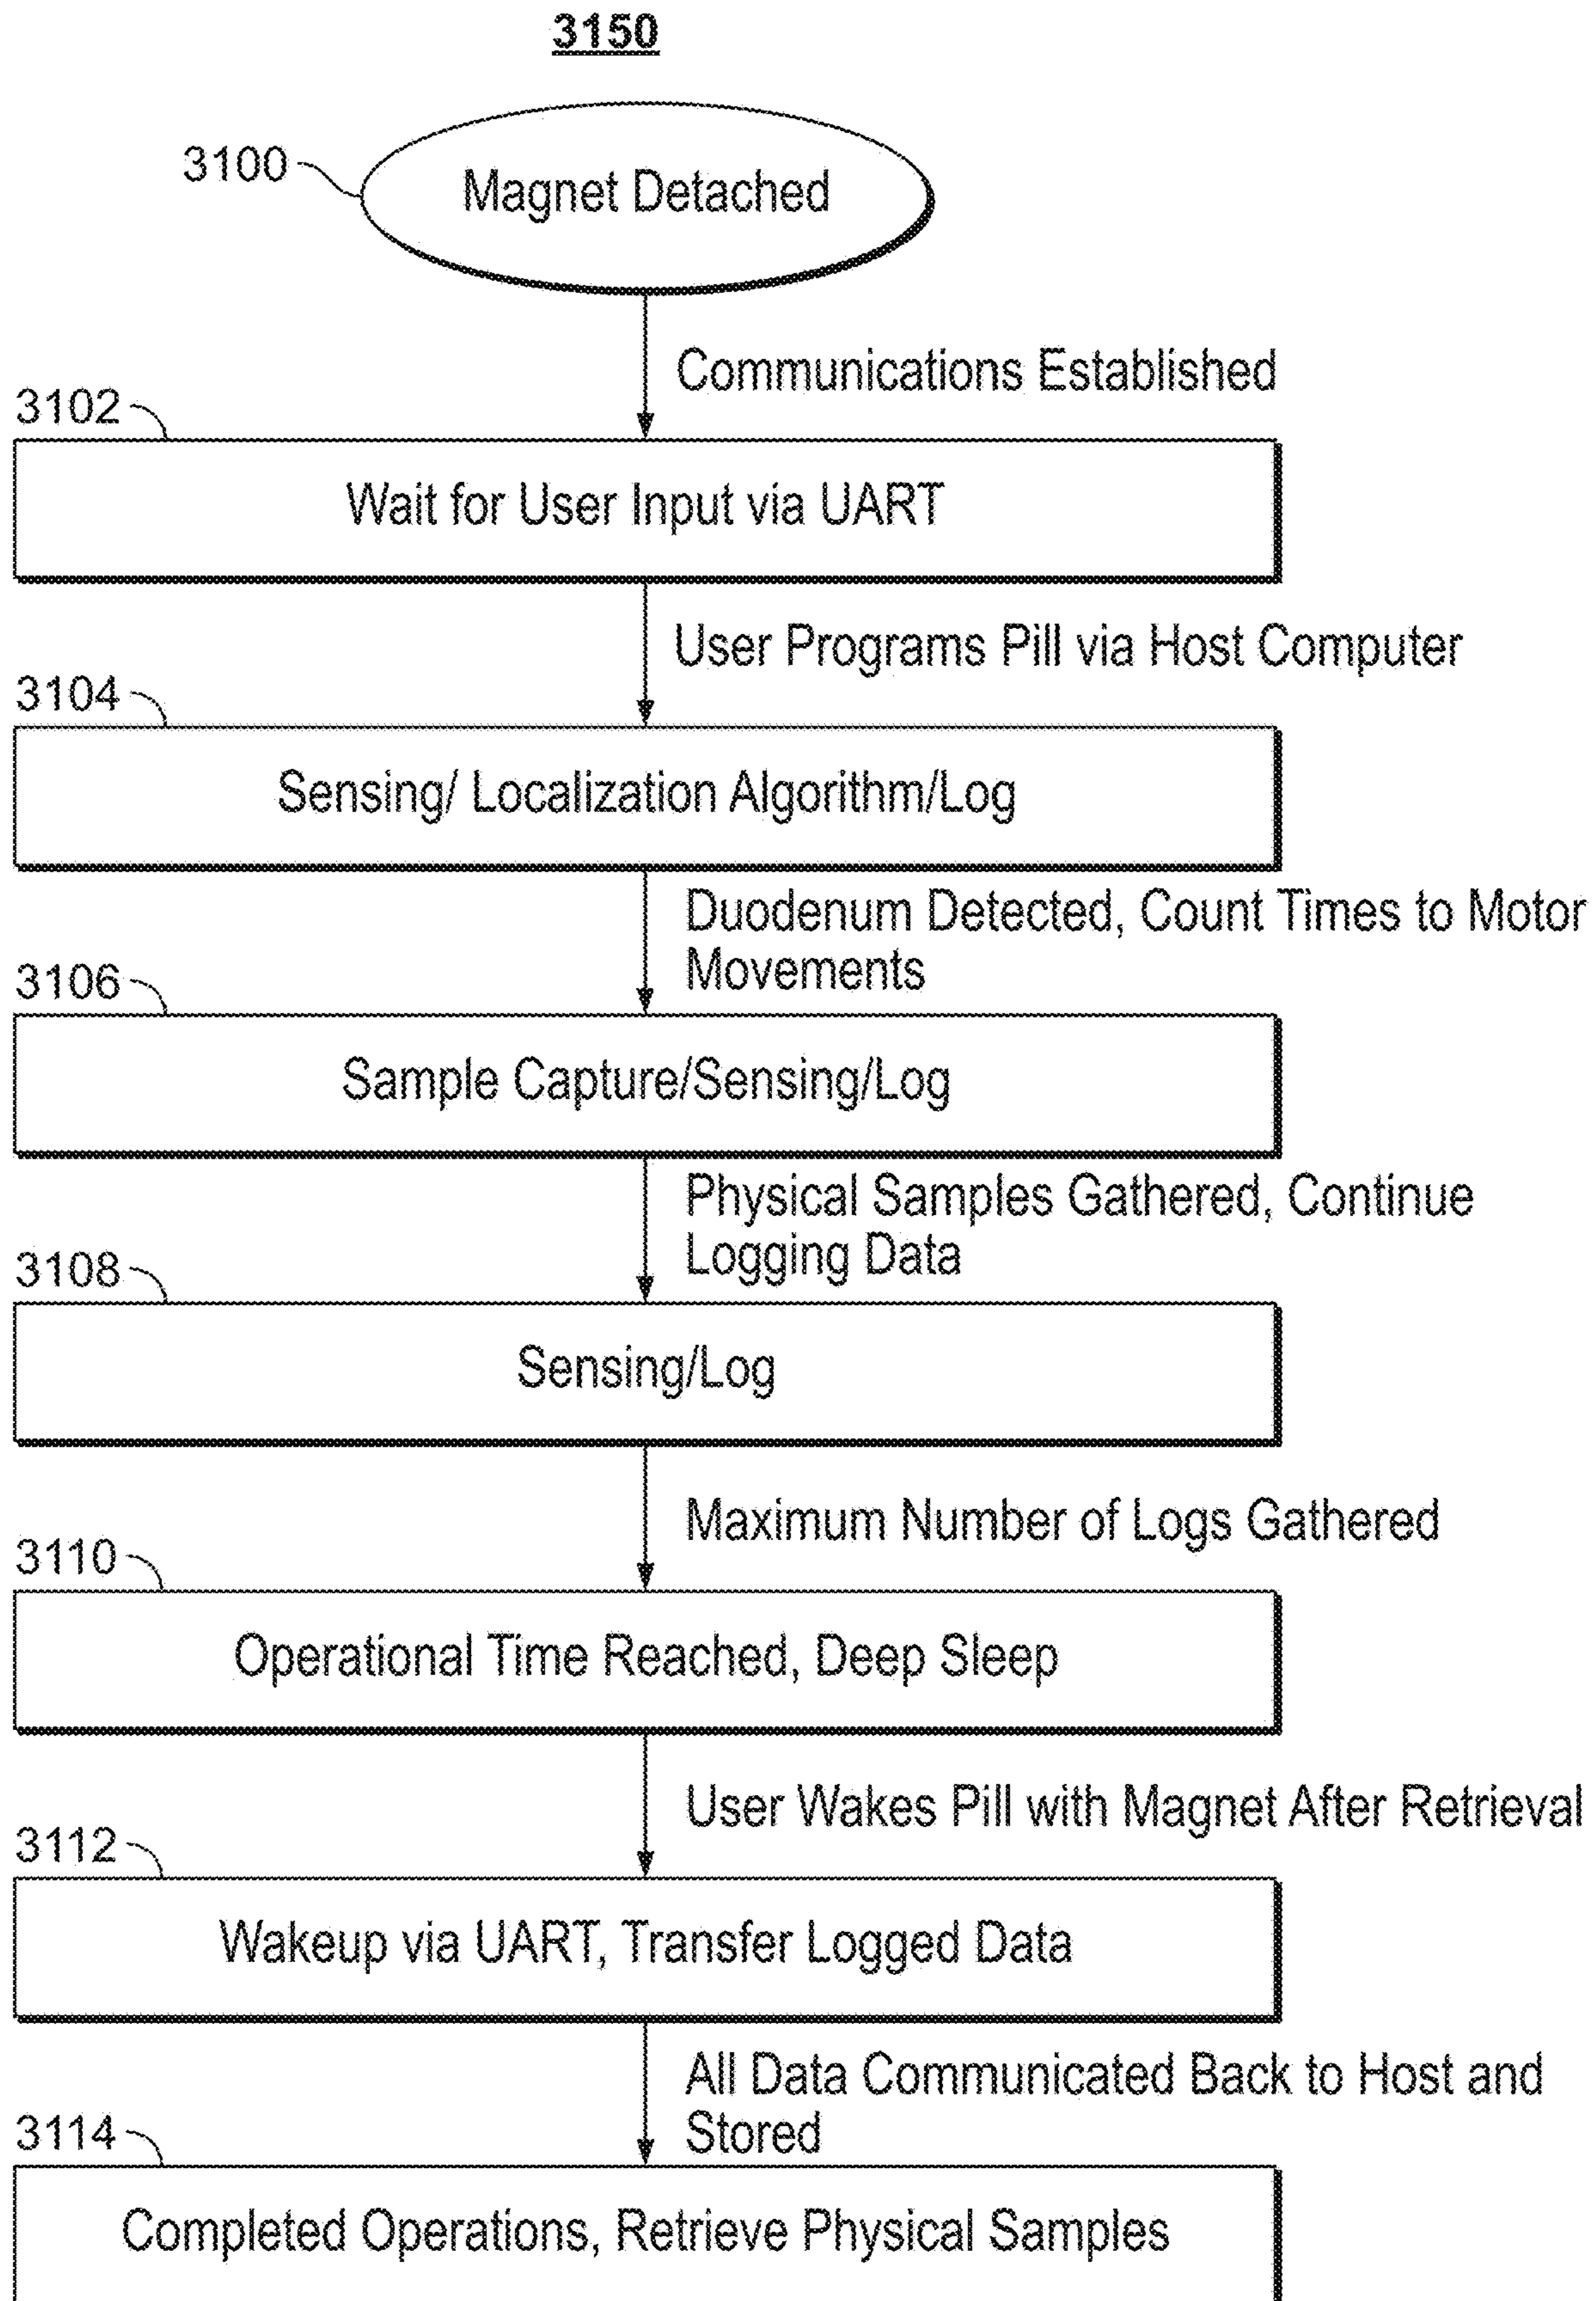 3150
3100
Magnet Detached
Communications Established
3102
Wait for User Input via UART
User Programs Pill via Host Computer
3104
Sensing/ Localization Algorithm/Log
Duodenum Detected, Count Times to Motor
Movements
3106
Sample Capture/Sensing/Log
Physical Samples Gathered, Continue
Logging Data
3108
Sensing/Log
Maximum Number of Logs Gathered
3110
Operational Time Reached, Deep Sleep
User Wakes Pill with Magnet After Retrieval
3112
Wakeup via UART, Transfer Logged Data
All Data Communicated Back to Host and
Stored
3114
Completed Operations, Retrieve Physical Samples